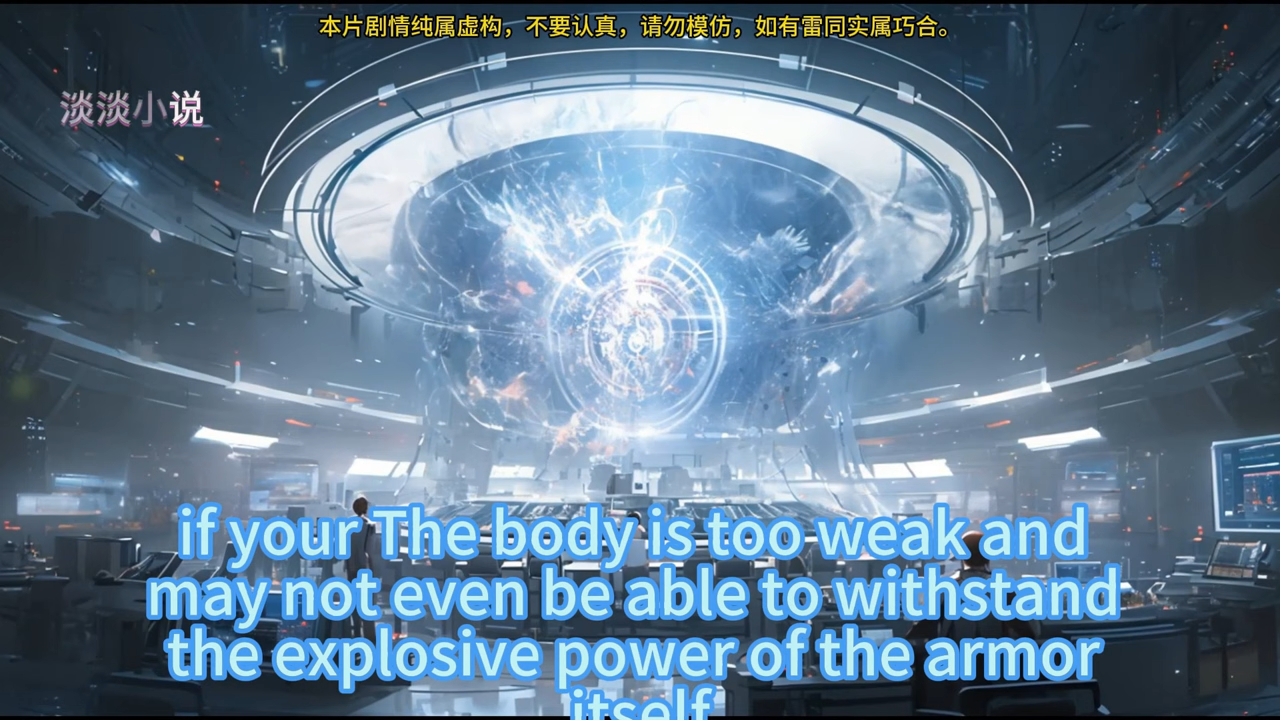 本片剧情纯属虚构，不要认真，请勿模仿，如有雷同实属巧合。
淡淡小说
if your The body is too weak and
may not even be able to withstand
the explosive power of the armor
itself